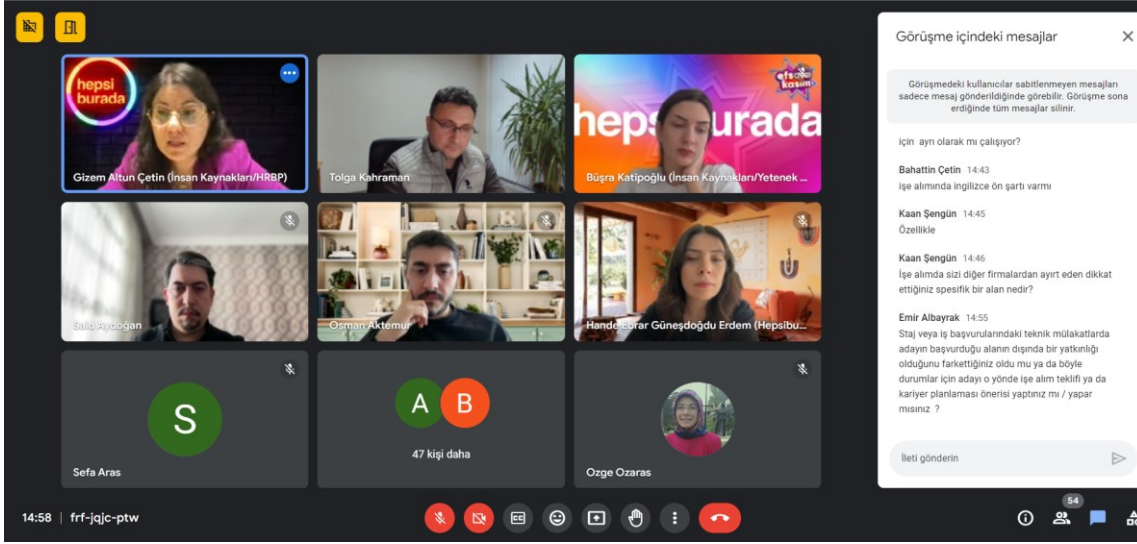 hepsi
burada
Gizem Altun Çetin (İnsan Kaynakları/HRBP)
Tolga Kahraman
efsane
kasım
hepsiburada
Büşra Katipoğlu (İnsan Kaynakları/Yetenek ...
Said Aydoğan
Osman Aktemur
Hande Ebrar Güneşdoğdu Erdem (Hepsibu...
S
Sefa Aras
A B
47 kişi daha
Ozge Ozaras
Görüşme içindeki mesajlar
Görüşmedeki kullanıcılar sabitlenmeyen mesajları
sadece mesaj gönderildiğinde görebilir. Görüşme sona
erdiğinde tüm mesajlar silinir.
için ayrı olarak mı çalışıyor?
Bahattin Çetin 14:43
işe alımında ingilizce ön şartı varmı
Kaan Şengün 14:45
Özellikle
Kaan Şengün 14:46
İşe alımda sizi diğer firmalardan ayırt eden dikkat
ettiğiniz spesifik bir alan nedir?
Emir Albayrak 14:55
Staj veya iş başvurularındaki teknik mülakatlarda
adayın başvurduğu alanın dışında bir yatkınlığı
olduğunu farkettiğiniz oldu mu ya da böyle
durumlar için adayı o yönde işe alım teklifi ya da
kariyer planlaması önerisi yaptınız mı / yapar
mısınız ?
İleti gönderin
14:58 | frf-jqjc-ptw
54